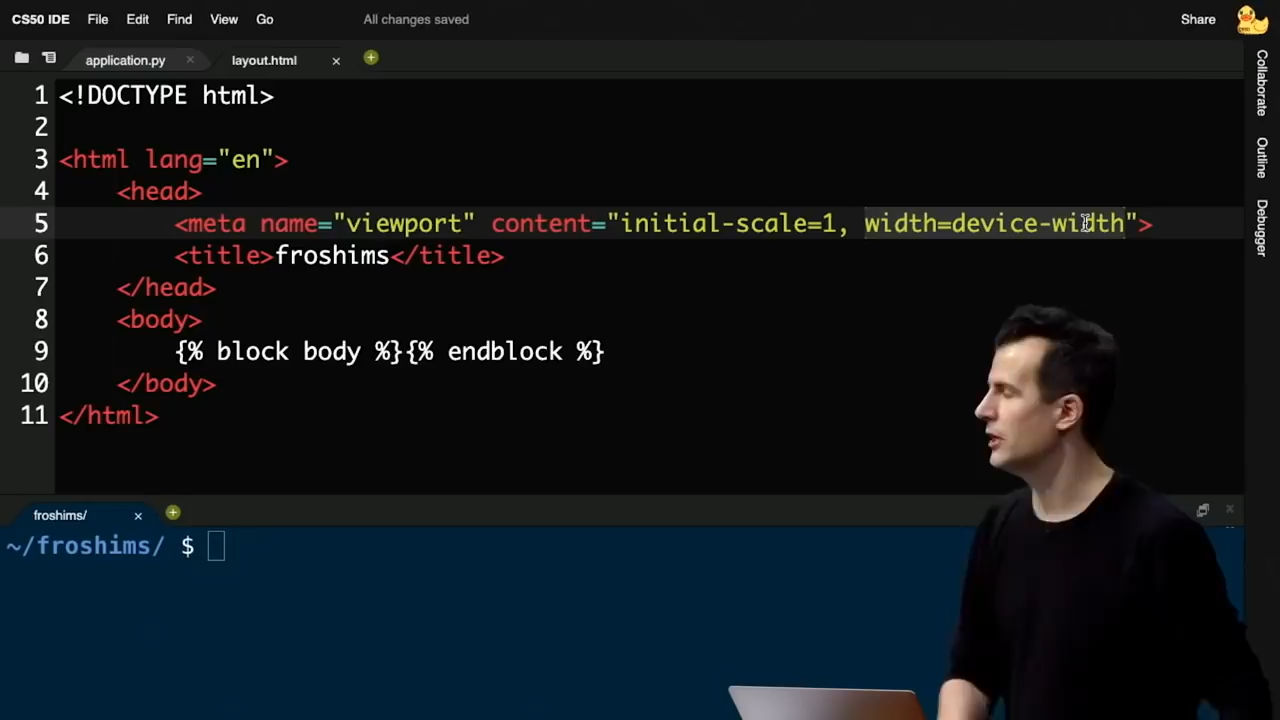 CS50 IDE File Edit View Find Go All changes saved Share
application.py × layout.html ×
1 <!DOCTYPE html>
2
3 <html lang="en">
4 <head>
5 <meta name="viewport" content="initial-scale=1, width=device-width">
6 <title>froshims</title>
7 </head>
8 <body>
9 {% block body %}{% endblock %}
10 </body>
11 </html>
froshims/ ×
~/froshims/ $
Collaborate
Outline
Debugger